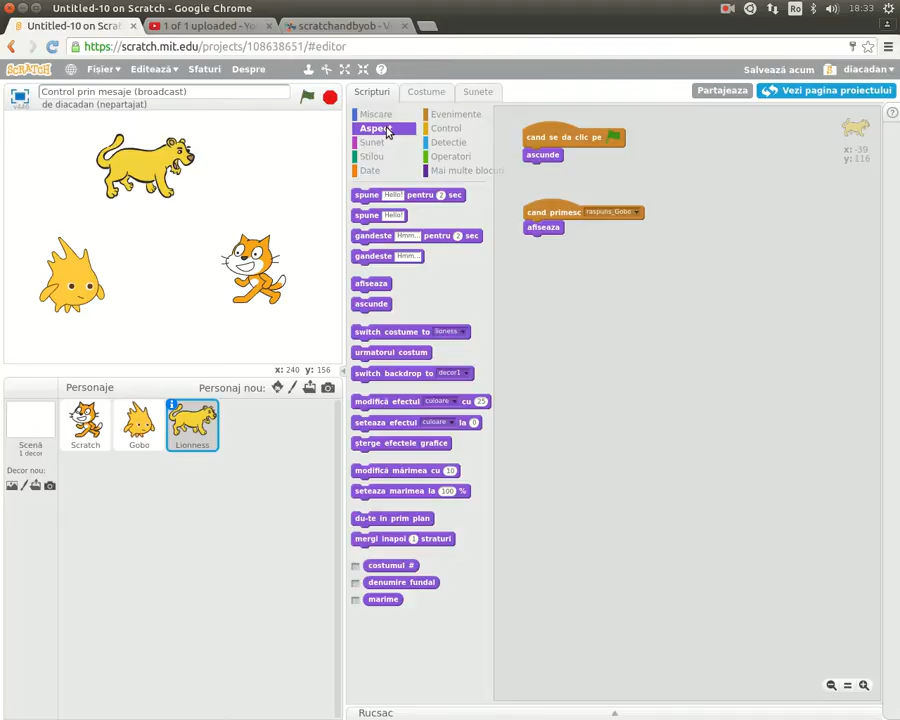 Untitled-10 on Scratch - Google Chrome
Ro
18:33
Untitled-10 on Scrat
1 of 1 uploaded - Yo
scratchandbyob - V
https://scratch.mit.edu/projects/108638651/#editor
SCRATCH
Fișier
Editează
Sfaturi
Despre
Salvează acum
diacadan
Control prin mesaje (broadcast)
de diacadan (nepartajat)
Scripturi
Costume
Sunete
Partajeaza
Vezi pagina proiectului
Miscare
Aspect
Sunet
Stilou
Date
Evenimente
Control
Detectie
Operatori
Mai multe blocuri
spune Hello! pentru 2 sec
spune Hello!
gandeste Hmm... pentru 2 sec
gandeste Hmm...
afiseaza
ascunde
switch costume to lioness
urmatorul costum
switch backdrop to decor1
modifică efectul culoare cu 25
seteaza efectul culoare la 0
sterge efectele grafice
modifică mărimea cu 10
seteaza marimea la 100 %
du-te in prim plan
mergi inapoi 1 straturi
costumul #
denumire fundal
marime
cand se da clic pe
ascunde
cand primesc raspuns_Gobo
afiseaza
x: -39
y: 116
x: 240 y: 156
Personaje
Personaj nou:
Scenă
1 decor
Decor nou:
Scratch
Gobo
Lionness
Rucsac